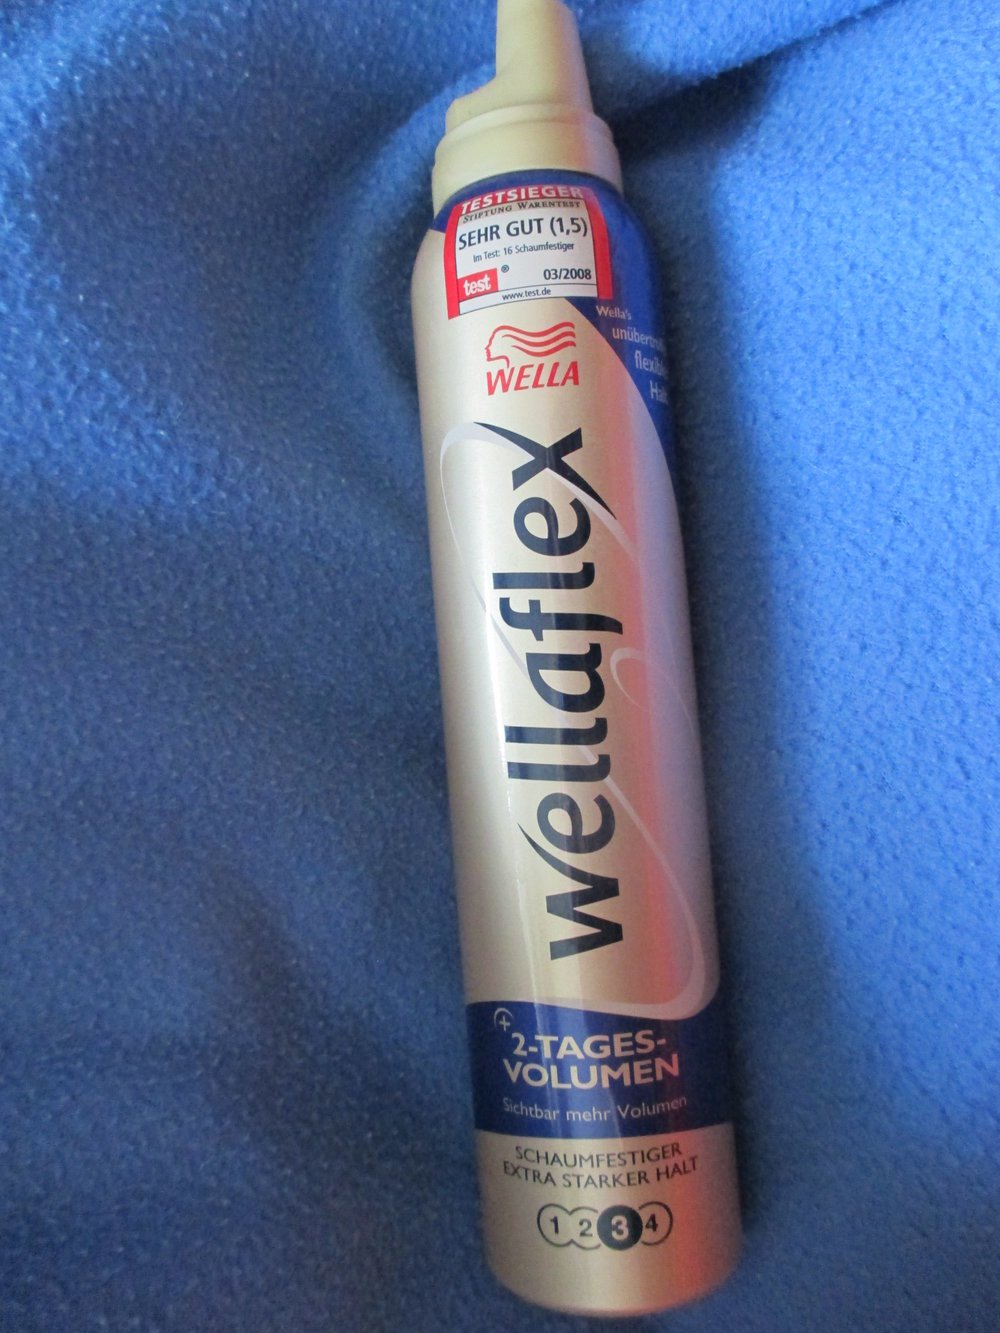 TESTSIEGER
STIFTUNG WARENTEST
SEHR GUT (1,5)
Im Test: 16 Schaumfestiger
test ® 03/2008
www.test.de
Wella's
flexible
WELLA
wellaflex
+
2-TAGES-
VOLUMEN
Sichtbar mehr Volumen
SCHAUMFESTIGER
EXTRA STARKER HALT
1 2 3 4